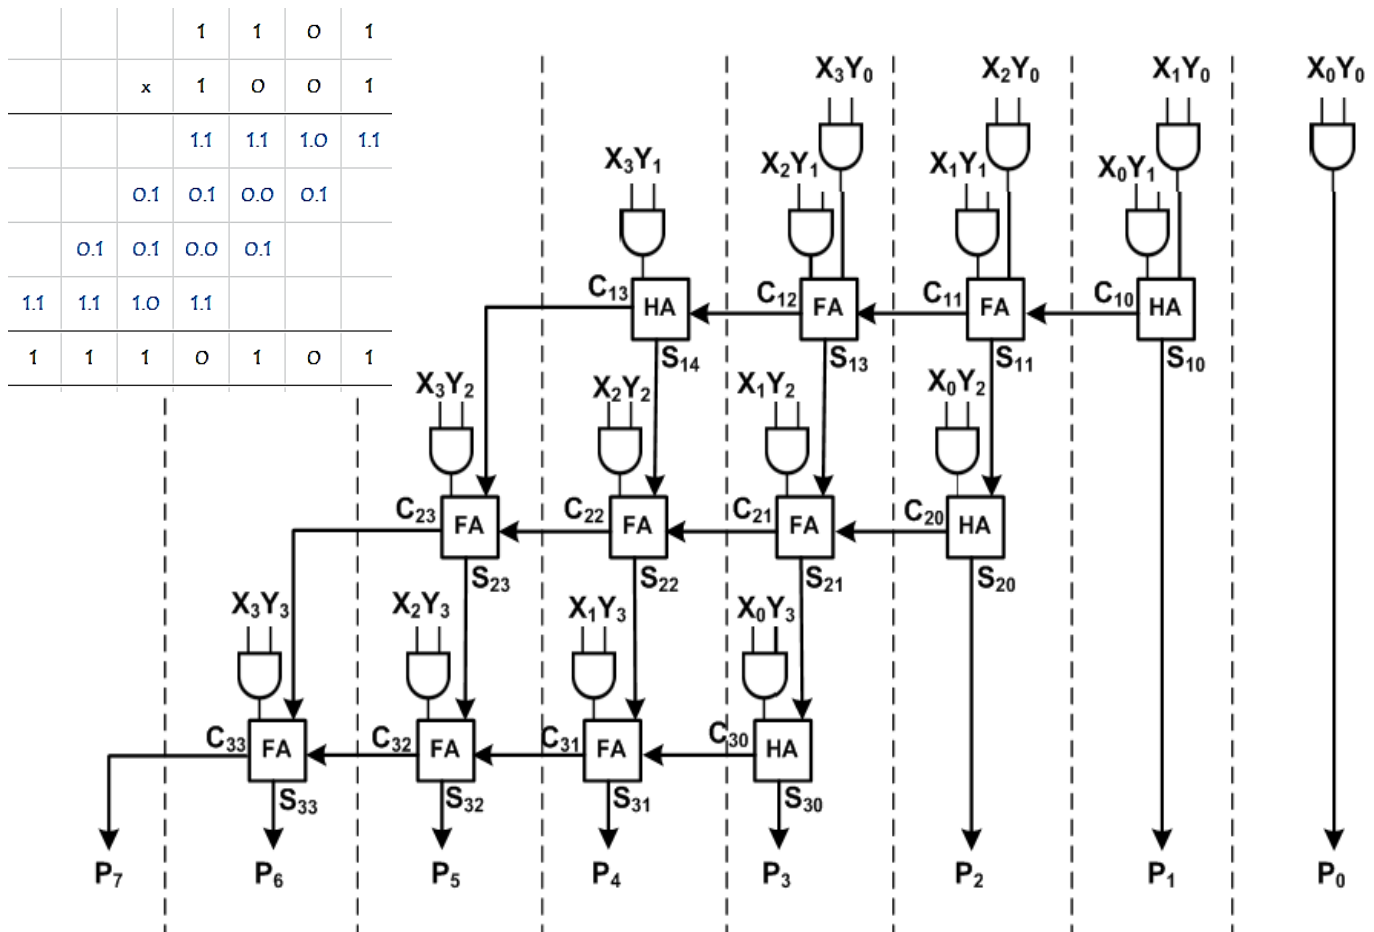 1 1 0 1
x 1 0 0 1
1.1 1.1 1.0 1.1
0.1 0.1 0.0 0.1
0.1 0.1 0.0 0.1
1.1 1.1 1.0 1.1
1 1 1 0 1 0 1
X3Y0 X2Y0 X1Y0 X0Y0
X3Y1 X2Y1 X1Y1 X0Y1
C13 HA C12 FA C11 FA C10 HA
S14 S13 S11 S10
X3Y2 X2Y2 X1Y2 X0Y2
C23 FA C22 FA C21 FA C20 HA
S23 S22 S21 S20
X3Y3 X2Y3 X1Y3 X0Y3
C33 FA C32 FA C31 FA C30 HA
S33 S32 S31 S30
P7 P6 P5 P4 P3 P2 P1 P0